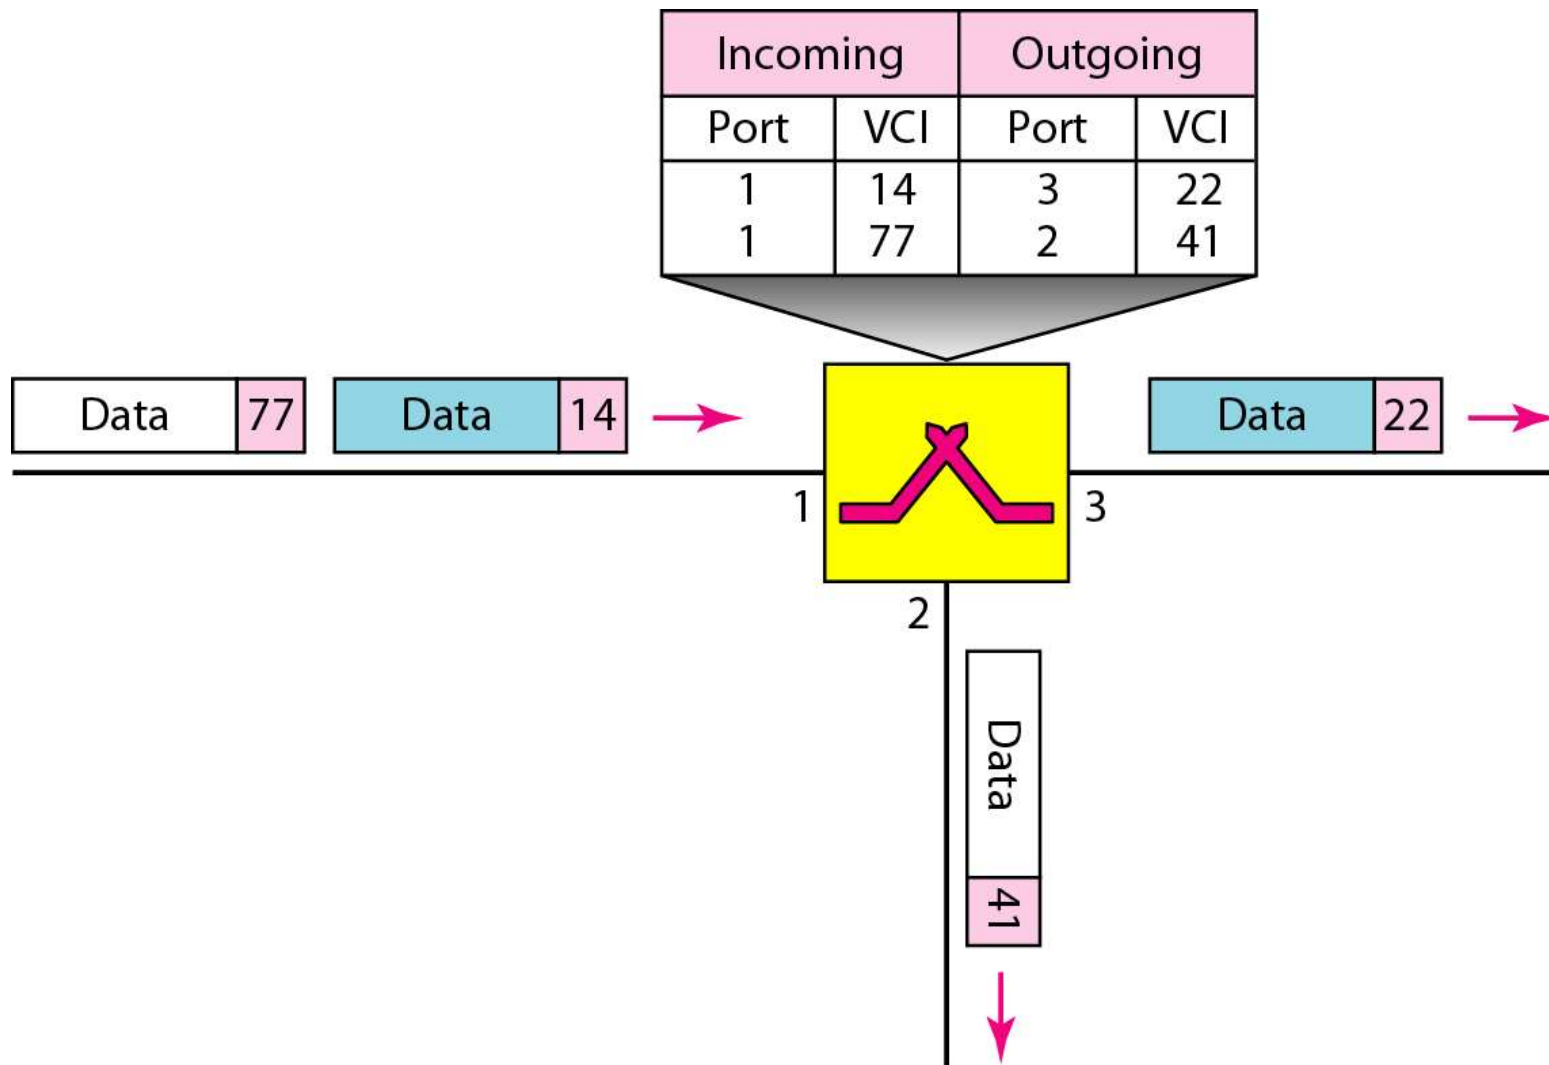 Incoming Outgoing
Port VCI Port VCI
1 14 3 22
1 77 2 41
Data 77 Data 14 Data 22
1 3
2
Data 41